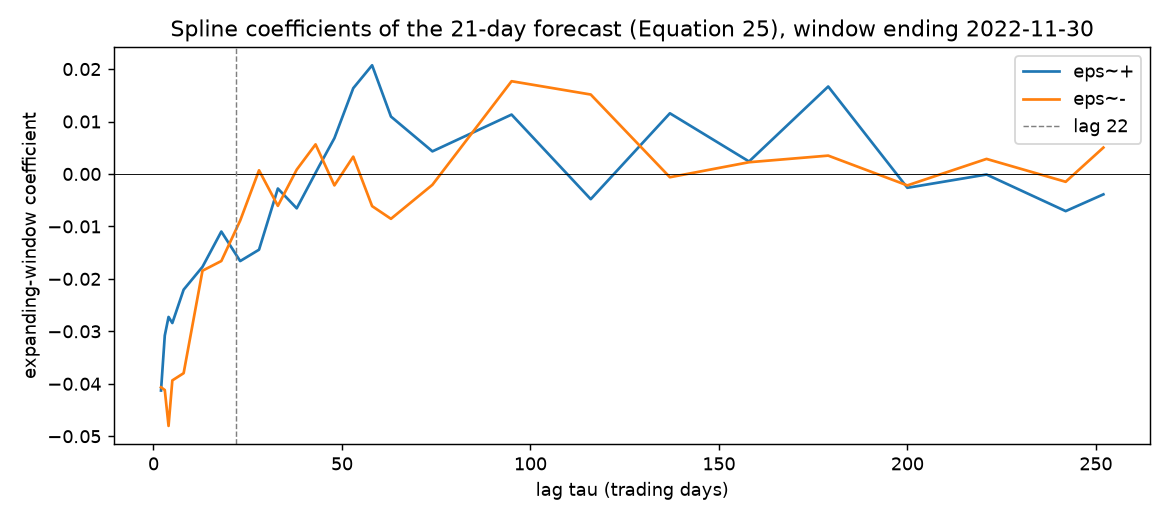 Spline coefficients of the 21-day forecast (Equation 25), window ending 2022-11-30
eps~+
eps~-
lag 22
expanding-window coefficient
0.02
0.01
0.00
−0.01
−0.02
−0.03
−0.04
−0.05
0 50 100 150 200 250
lag tau (trading days)